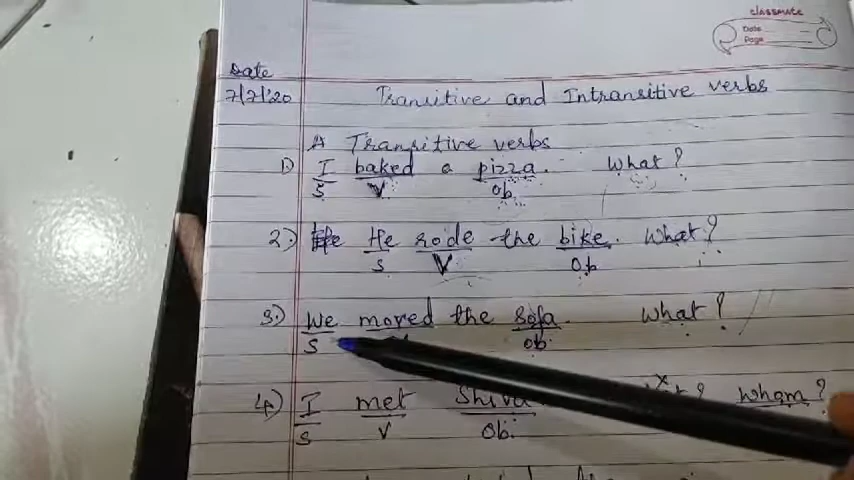 classmate
Date
Page
Date
7/7/'20
Transitive and Intransitive verbs
A Transitive verbs
1) I baked a pizza. What?
S V Ob.
2) He rode the bike. What?
S V Ob
3) We moved the sofa. What?
S ob.
4) I met Shiva Whom?
S V Ob.